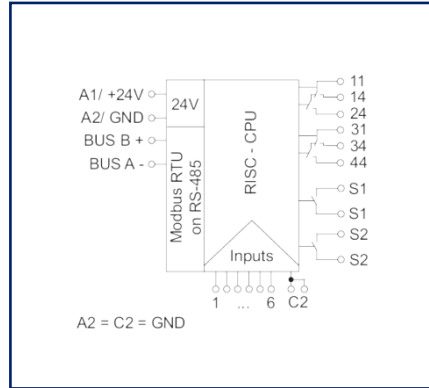 A1/ +24V
A2/ GND
BUS B +
BUS A -
24V
Modbus RTU
on RS-485
RISC - CPU
Inputs
11
14
24
31
34
44
S1
S1
S2
S2
1 ... 6 C2
A2 = C2 = GND